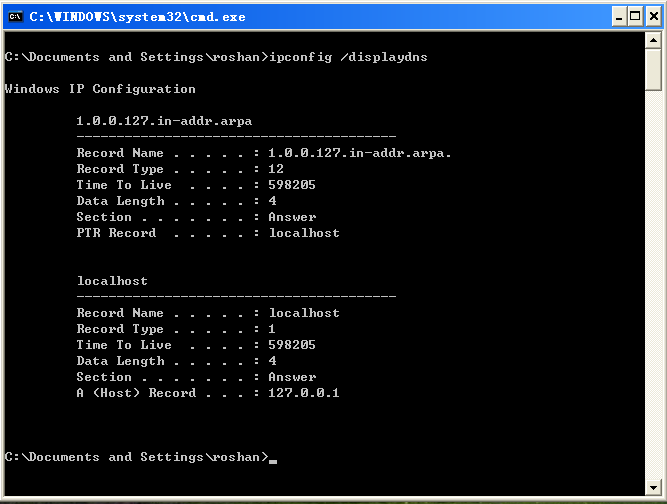 C:\WINDOWS\system32\cmd.exe
C:\Documents and Settings\roshan>ipconfig /displaydns
Windows IP Configuration
1.0.0.127.in-addr.arpa
----------------------------------------
Record Name . . . . . : 1.0.0.127.in-addr.arpa.
Record Type . . . . . : 12
Time To Live  . . . . : 598205
Data Length . . . . . : 4
Section . . . . . . . : Answer
PTR Record  . . . . . : localhost
localhost
----------------------------------------
Record Name . . . . . : localhost
Record Type . . . . . : 1
Time To Live  . . . . : 598205
Data Length . . . . . : 4
Section . . . . . . . : Answer
A (Host) Record . . . : 127.0.0.1
C:\Documents and Settings\roshan>_